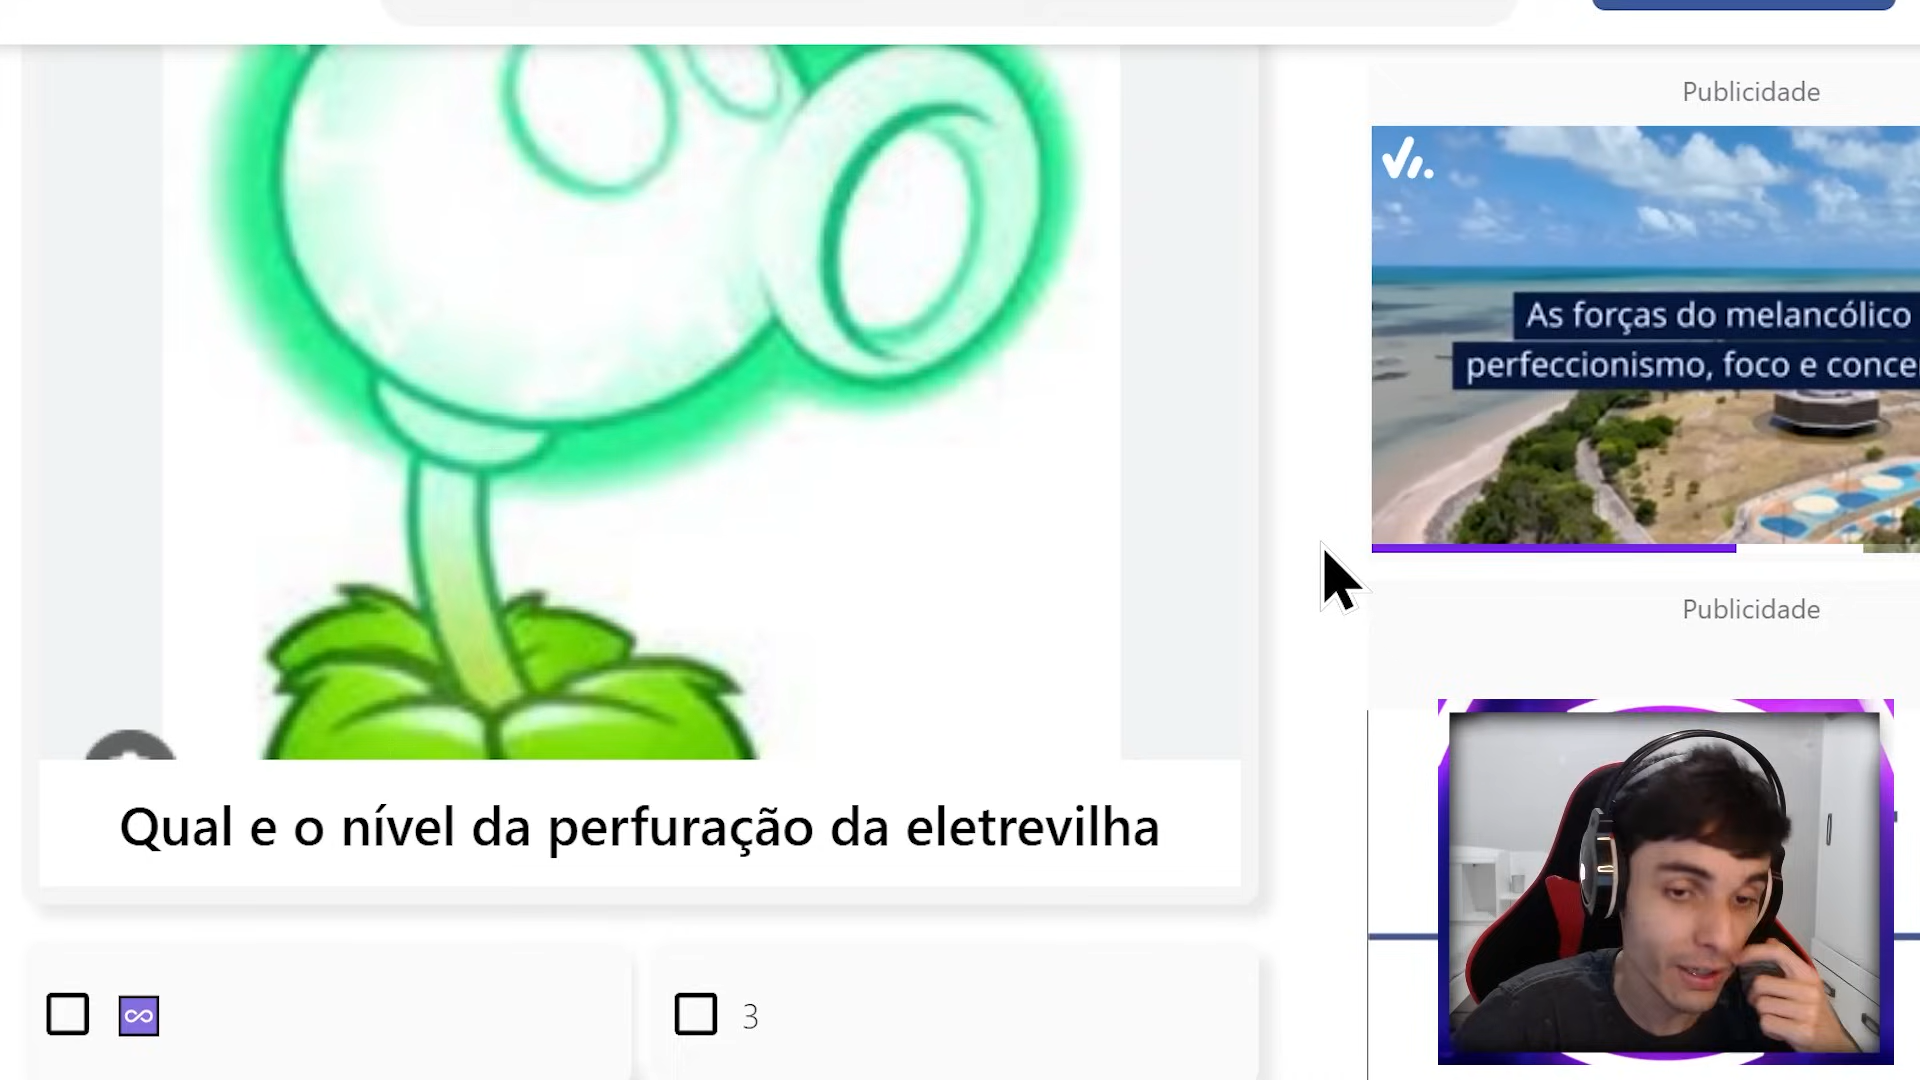 Publicidade
As forças do melancólico
perfeccionismo, foco e conce
Publicidade
Qual e o nível da perfuração da eletrevilha
∞
3